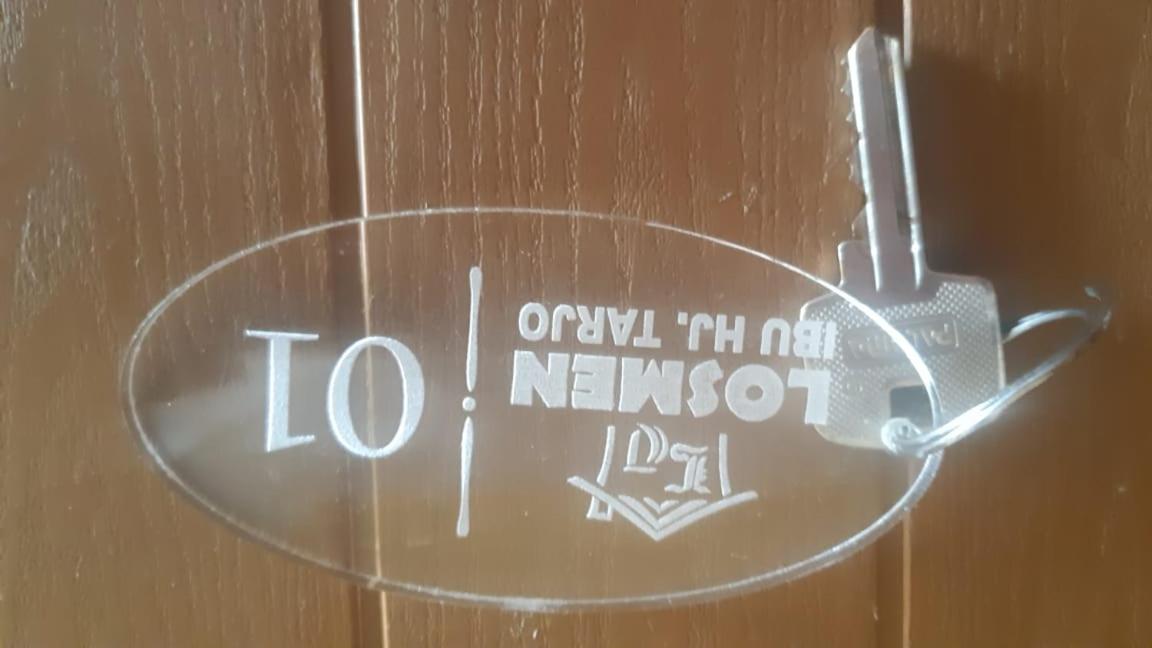 LOSMEN
IBU HJ. TARJO
01